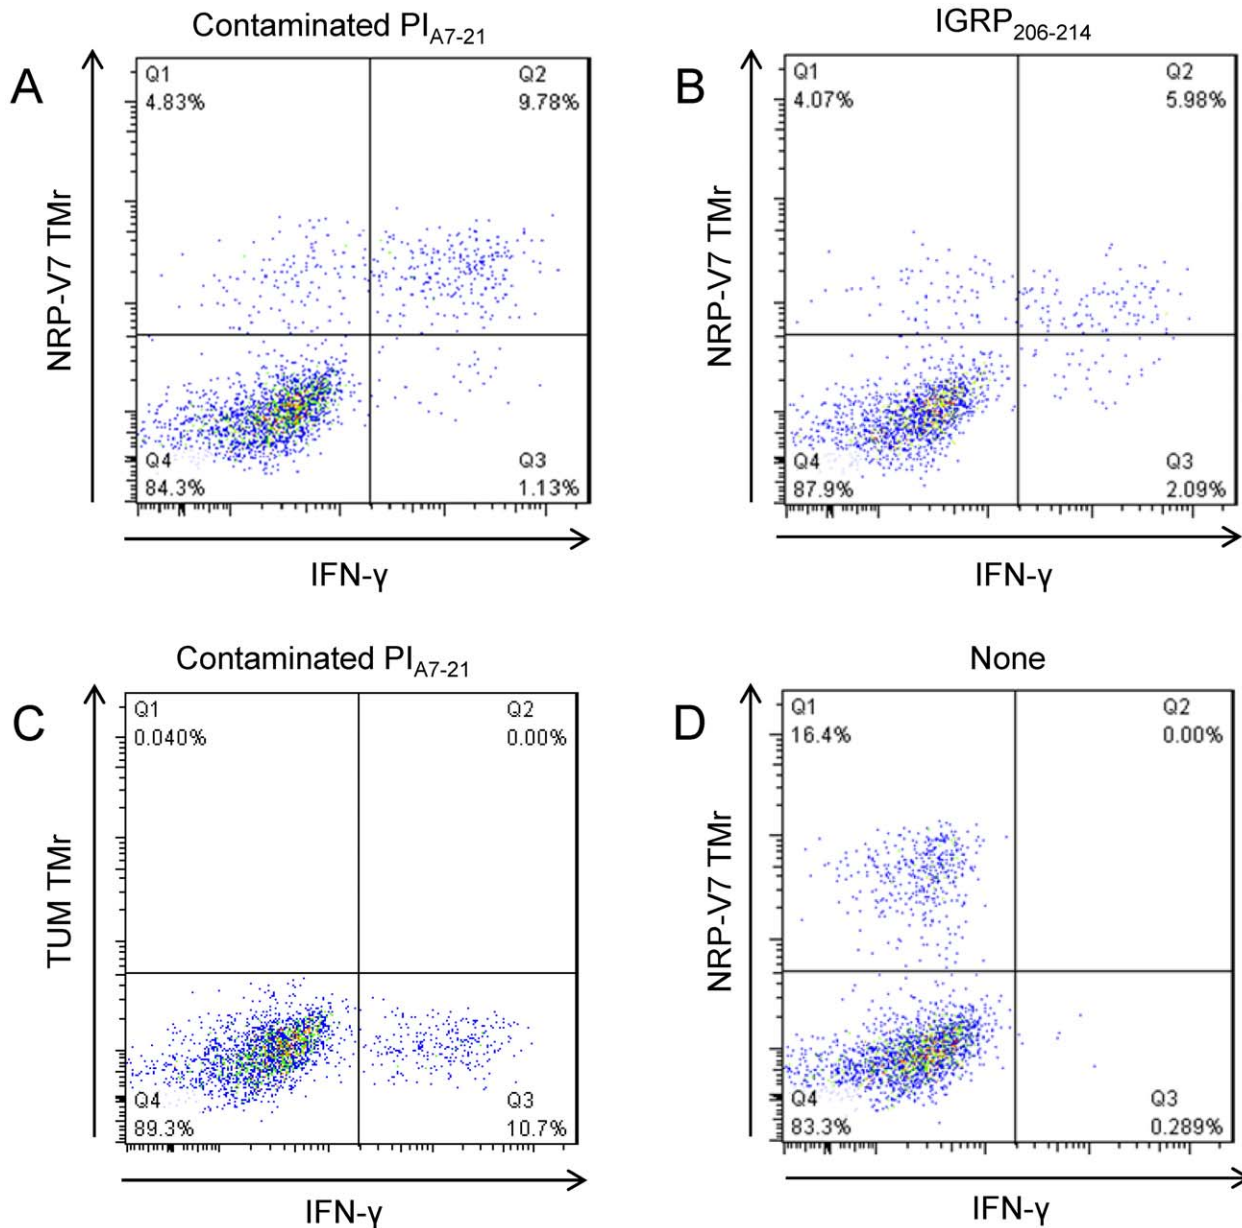 Contaminated PI_A7-21
A
Q1
4.83%
Q2
9.78%
Q4
84.3%
Q3
1.13%
NRP-V7 TMr
IFN-γ
IGRP_206-214
B
Q1
4.07%
Q2
5.98%
Q4
87.9%
Q3
2.09%
NRP-V7 TMr
IFN-γ
Contaminated PI_A7-21
C
Q1
0.040%
Q2
0.00%
Q4
89.3%
Q3
10.7%
TUM TMr
IFN-γ
None
D
Q1
16.4%
Q2
0.00%
Q4
83.3%
Q3
0.289%
NRP-V7 TMr
IFN-γ